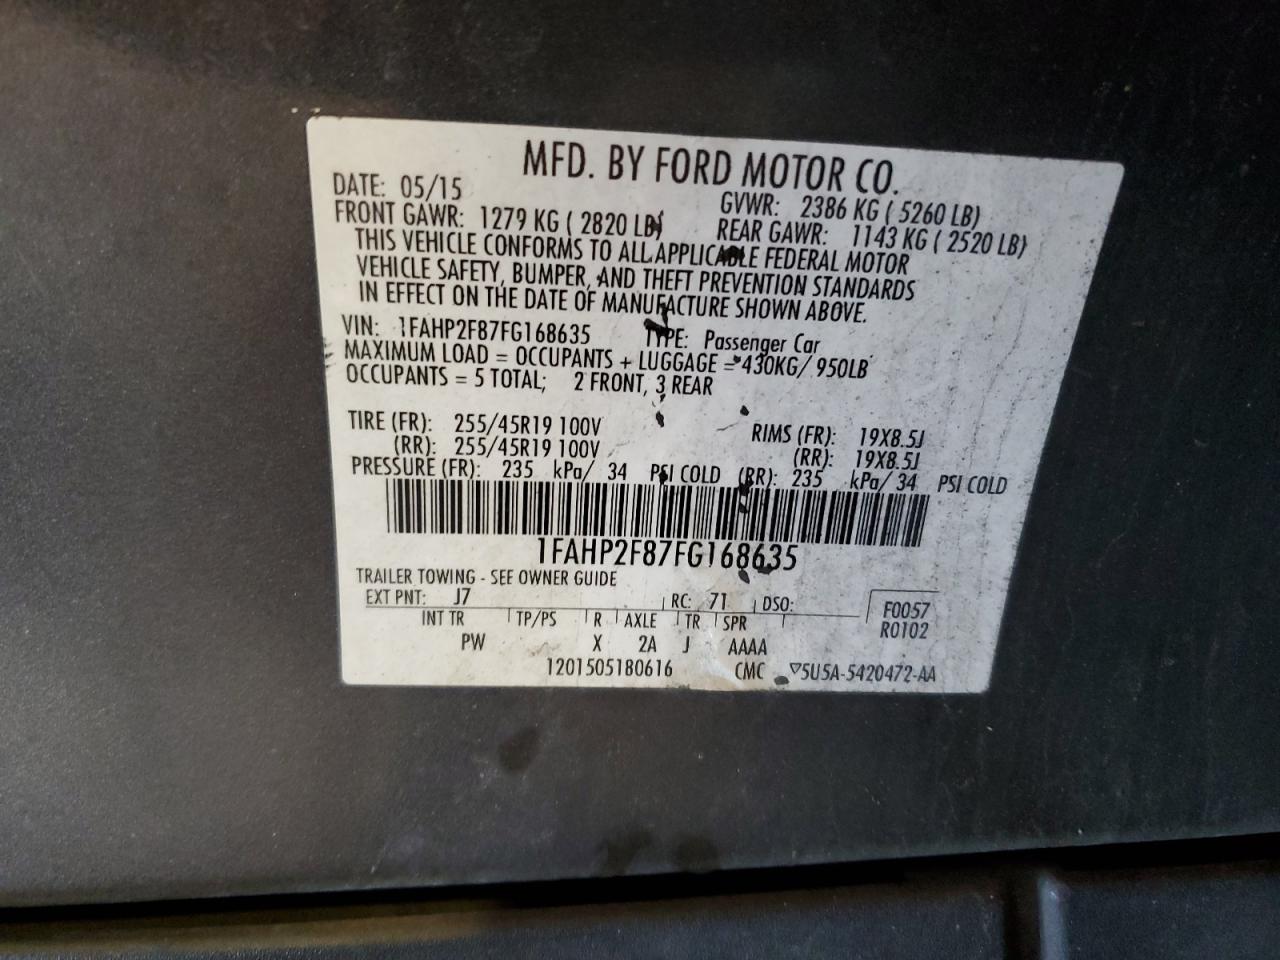 MFD. BY FORD MOTOR CO.
DATE: 05/15 GVWR: 2386 KG ( 5260 LB)
FRONT GAWR: 1279 KG ( 2820 LB) REAR GAWR: 1143 KG ( 2520 LB)
THIS VEHICLE CONFORMS TO ALL APPLICABLE FEDERAL MOTOR
VEHICLE SAFETY, BUMPER, AND THEFT PREVENTION STANDARDS
IN EFFECT ON THE DATE OF MANUFACTURE SHOWN ABOVE.
VIN: 1FAHP2F87FG168635 TYPE: Passenger Car
MAXIMUM LOAD = OCCUPANTS + LUGGAGE = 430KG/ 950LB
OCCUPANTS = 5 TOTAL; 2 FRONT, 3 REAR
TIRE (FR): 255/45R19 100V RIMS (FR): 19X8.5J
(RR): 255/45R19 100V (RR): 19X8.5J
PRESSURE (FR): 235 kPa/ 34 PSI COLD (RR): 235 kPa/ 34 PSI COLD
1FAHP2F87FG168635
TRAILER TOWING - SEE OWNER GUIDE
EXT PNT: J7 RC: 71 DSO: F0057
INT TR TP/PS R AXLE TR SPR R0102
PW X 2A J AAAA
1201505180616 CMC ▽5U5A-5420472-AA